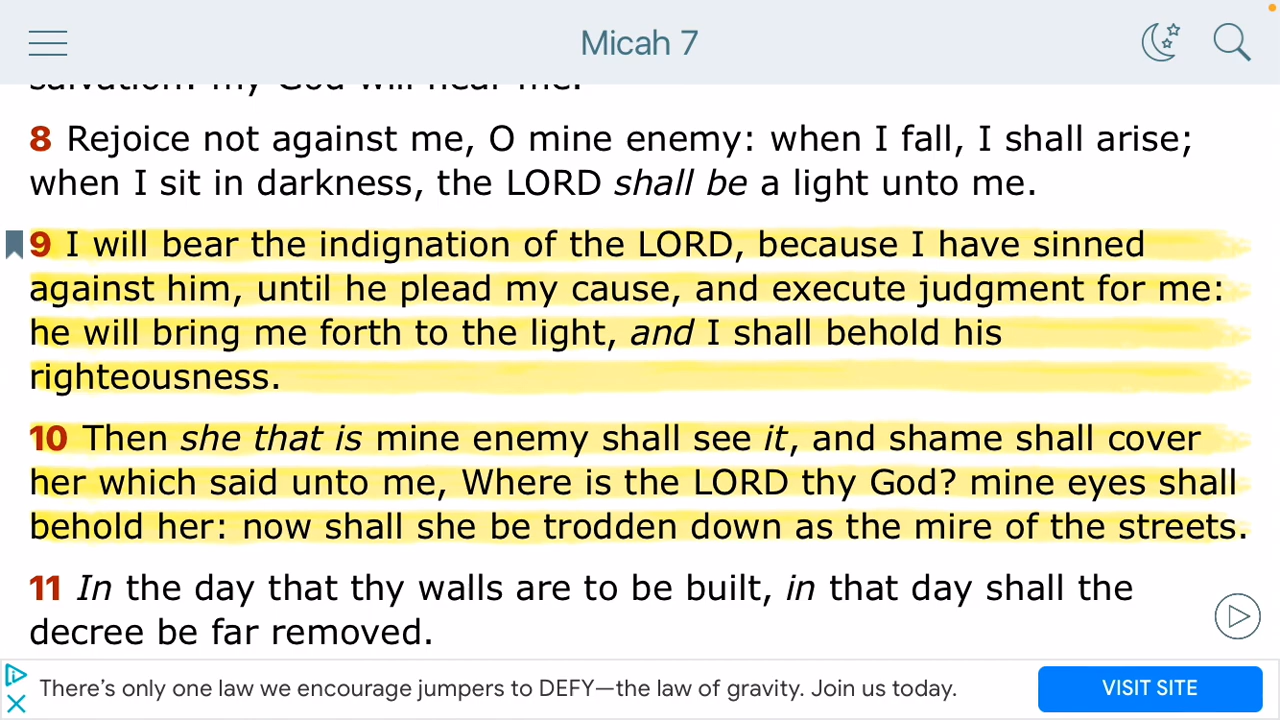 Micah 7
salvation: my God will hear me.
8 Rejoice not against me, O mine enemy: when I fall, I shall arise;
when I sit in darkness, the LORD shall be a light unto me.
9 I will bear the indignation of the LORD, because I have sinned
against him, until he plead my cause, and execute judgment for me:
he will bring me forth to the light, and I shall behold his
righteousness.
10 Then she that is mine enemy shall see it, and shame shall cover
her which said unto me, Where is the LORD thy God? mine eyes shall
behold her: now shall she be trodden down as the mire of the streets.
11 In the day that thy walls are to be built, in that day shall the
decree be far removed.
There's only one law we encourage jumpers to DEFY—the law of gravity. Join us today.
VISIT SITE